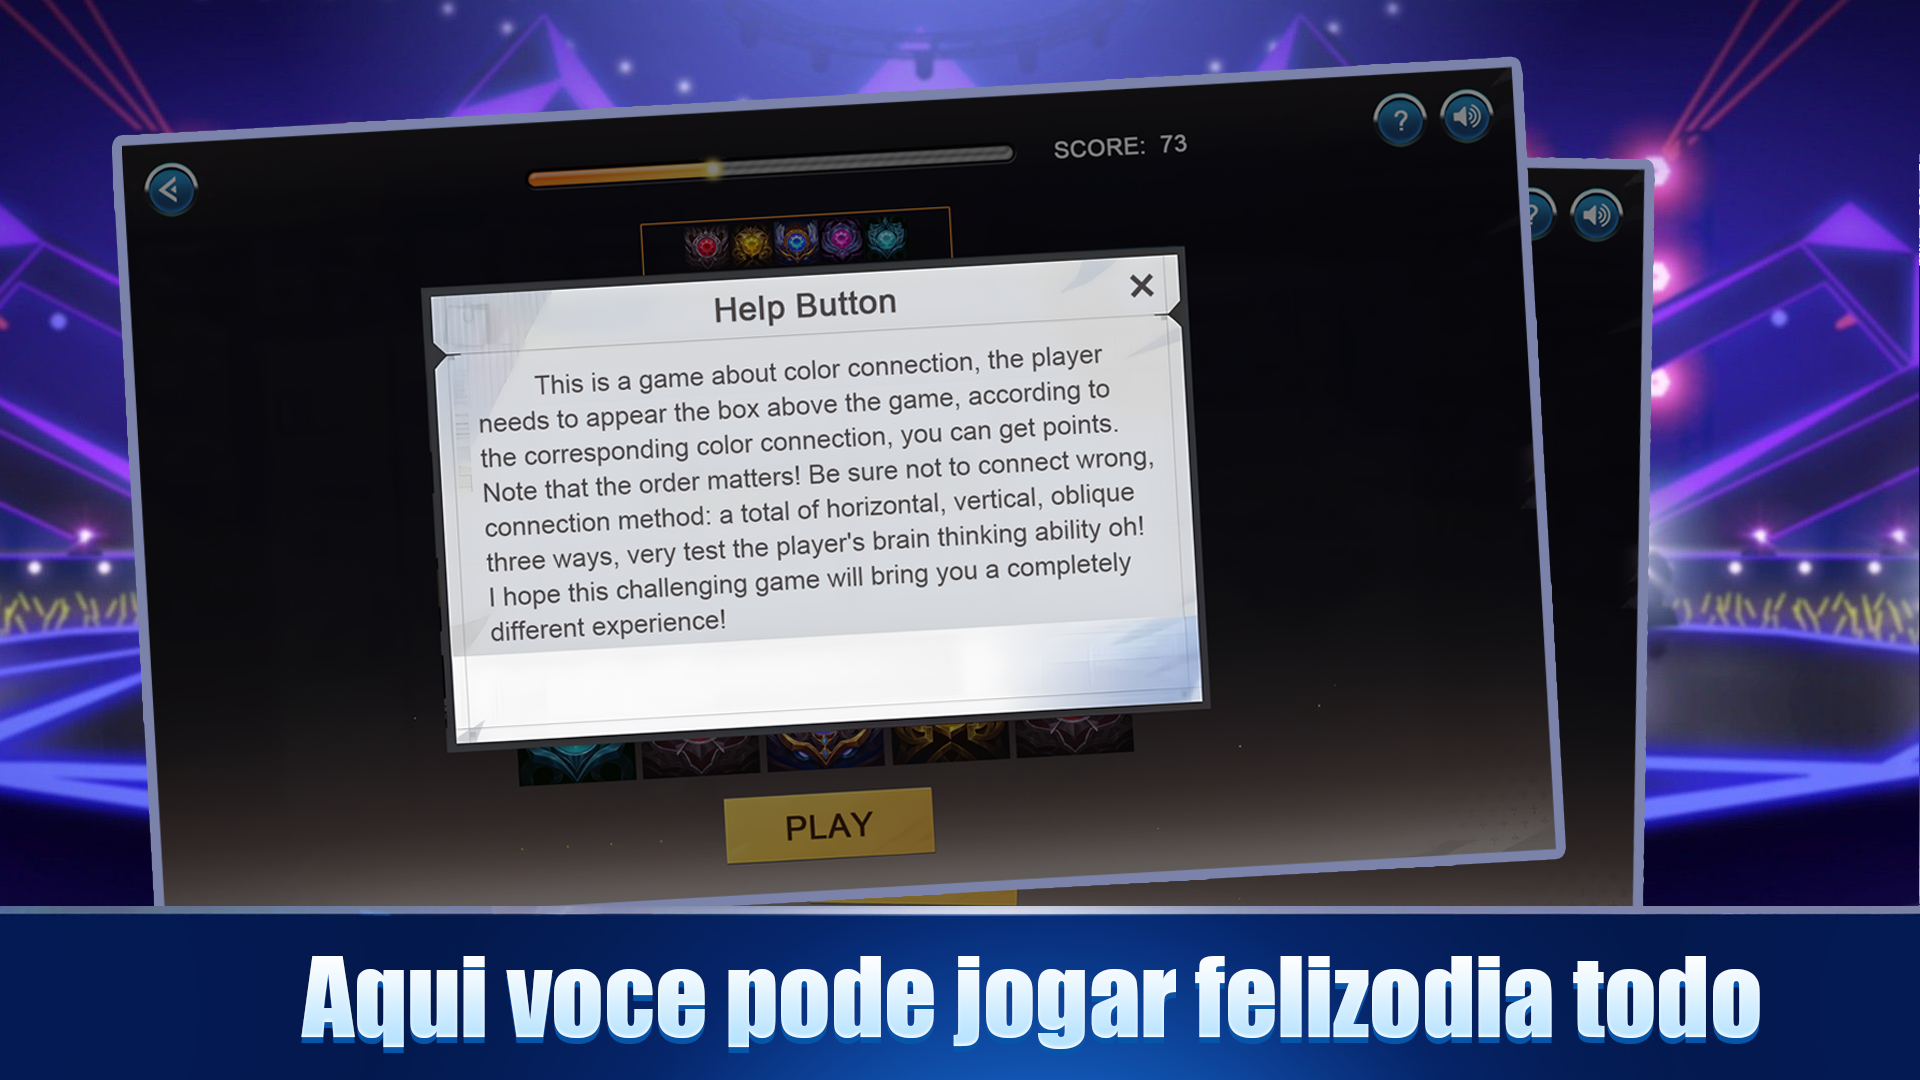 SCORE: 73
?
?
Help Button
This is a game about color connection, the player
needs to appear the box above the game, according to
the corresponding color connection, you can get points.
Note that the order matters! Be sure not to connect wrong,
connection method: a total of horizontal, vertical, oblique
three ways, very test the player's brain thinking ability oh!
I hope this challenging game will bring you a completely
different experience!
PLAY
Aqui voce pode jogar felizodia todo